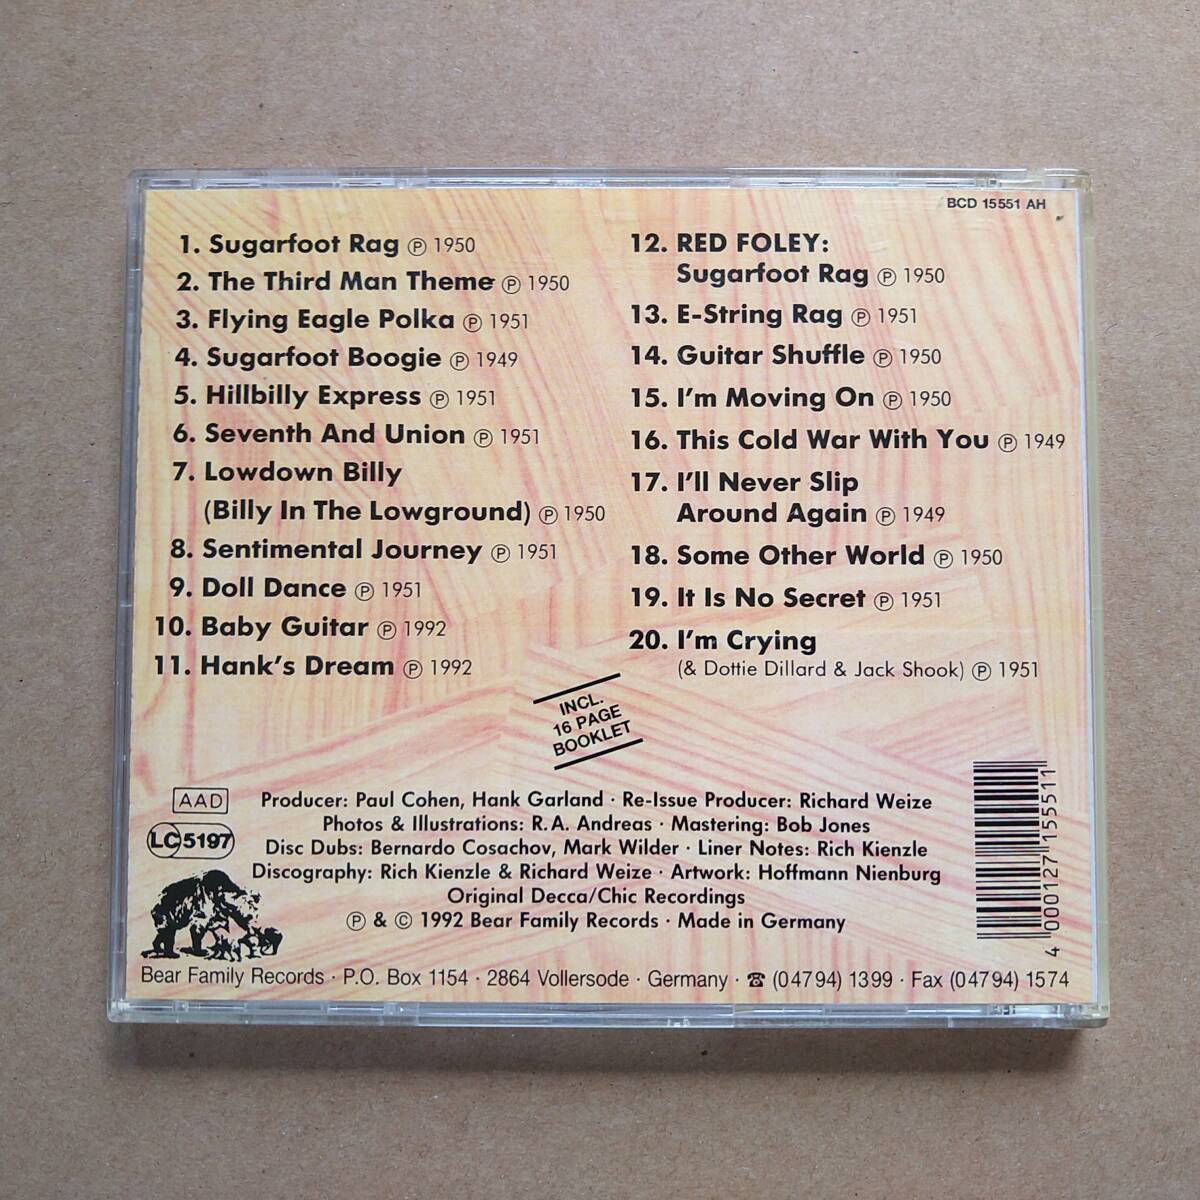 BCD 15551 AH
1. Sugarfoot Rag Ⓟ 1950
2. The Third Man Theme Ⓟ 1950
3. Flying Eagle Polka Ⓟ 1951
4. Sugarfoot Boogie Ⓟ 1949
5. Hillbilly Express Ⓟ 1951
6. Seventh And Union Ⓟ 1951
7. Lowdown Billy
(Billy In The Lowground) Ⓟ 1950
8. Sentimental Journey Ⓟ 1951
9. Doll Dance Ⓟ 1951
10. Baby Guitar Ⓟ 1992
11. Hank's Dream Ⓟ 1992
12. RED FOLEY:
Sugarfoot Rag Ⓟ 1950
13. E-String Rag Ⓟ 1951
14. Guitar Shuffle Ⓟ 1950
15. I'm Moving On Ⓟ 1950
16. This Cold War With You Ⓟ 1949
17. I'll Never Slip
Around Again Ⓟ 1949
18. Some Other World Ⓟ 1950
19. It Is No Secret Ⓟ 1951
20. I'm Crying
(& Dottie Dillard & Jack Shook) Ⓟ 1951
INCL.
16 PAGE
BOOKLET
AAD
LC 5197
Producer: Paul Cohen, Hank Garland · Re-Issue Producer: Richard Weize
Photos & Illustrations: R.A. Andreas · Mastering: Bob Jones
Disc Dubs: Bernardo Cosachov, Mark Wilder · Liner Notes: Rich Kienzle
Discography: Rich Kienzle & Richard Weize · Artwork: Hoffmann Nienburg
Original Decca/Chic Recordings
Ⓟ & © 1992 Bear Family Records · Made in Germany
4 000127 155511
Bear Family Records · P.O. Box 1154 · 2864 Vollersode · Germany · ☎ (04794) 1399 · Fax (04794) 1574